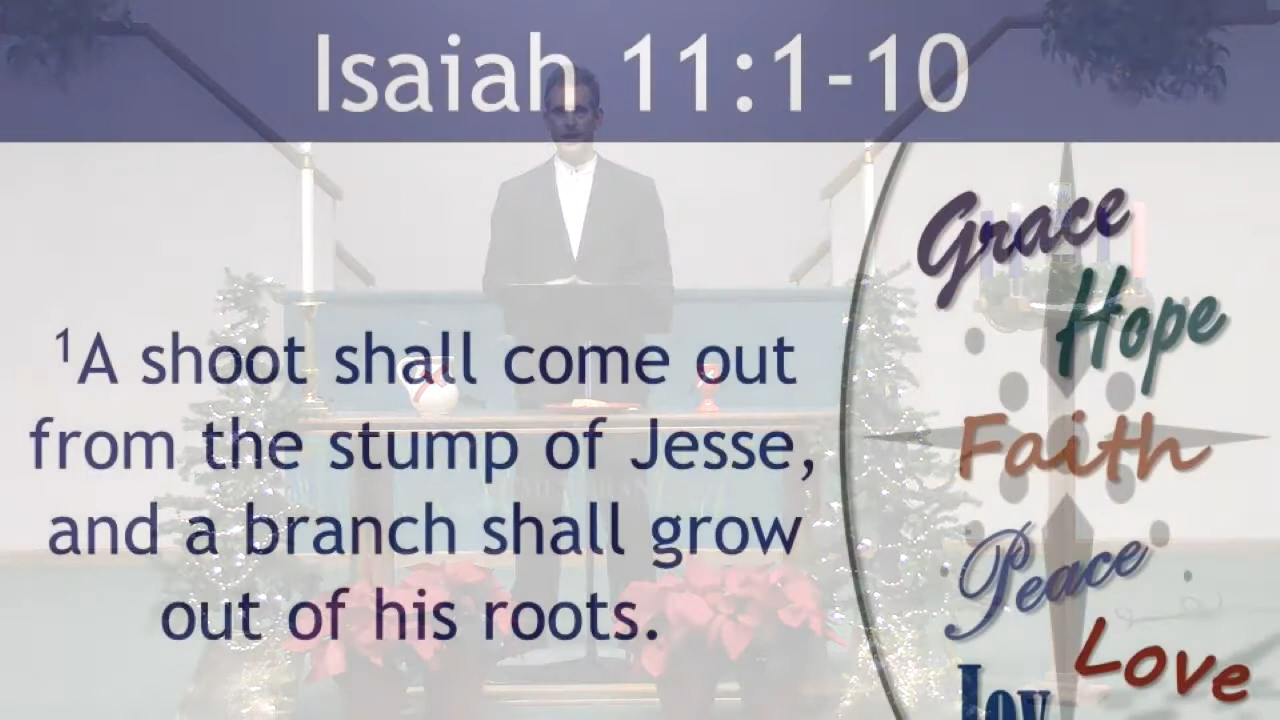 Isaiah 11:1-10
¹A shoot shall come out
from the stump of Jesse,
and a branch shall grow
out of his roots.
Grace
Hope
Faith
Peace
Love
Joy